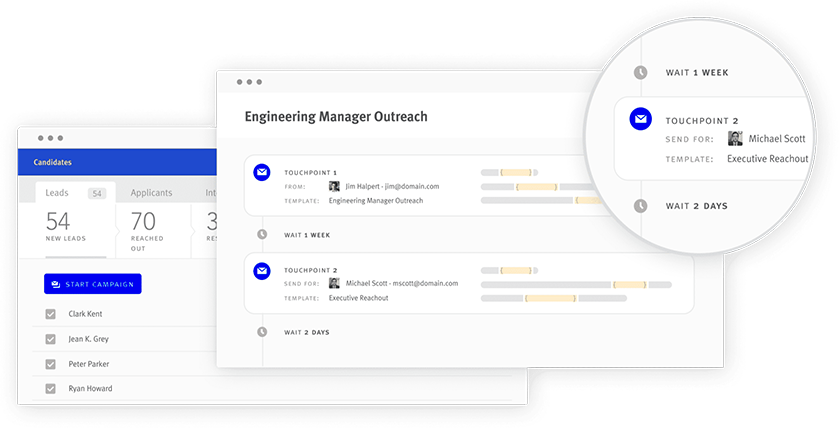 Candidates
Leads 54 Applicants Int
54 70 3
NEW LEADS REACHED OUT RES
START CAMPAIGN
Clark Kent
Jean K. Grey
Peter Parker
Ryan Howard
Engineering Manager Outreach
TOUCHPOINT 1
FROM: Jim Halpert - jim@domain.com
TEMPLATE: Engineering Manager Outreach
WAIT 1 WEEK
TOUCHPOINT 2
SEND FOR: Michael Scott - mscott@domain.com
TEMPLATE: Executive Reachout
WAIT 2 DAYS
WAIT 1 WEEK
TOUCHPOINT 2
SEND FOR: Michael Scott
TEMPLATE: Executive Reachout
WAIT 2 DAYS